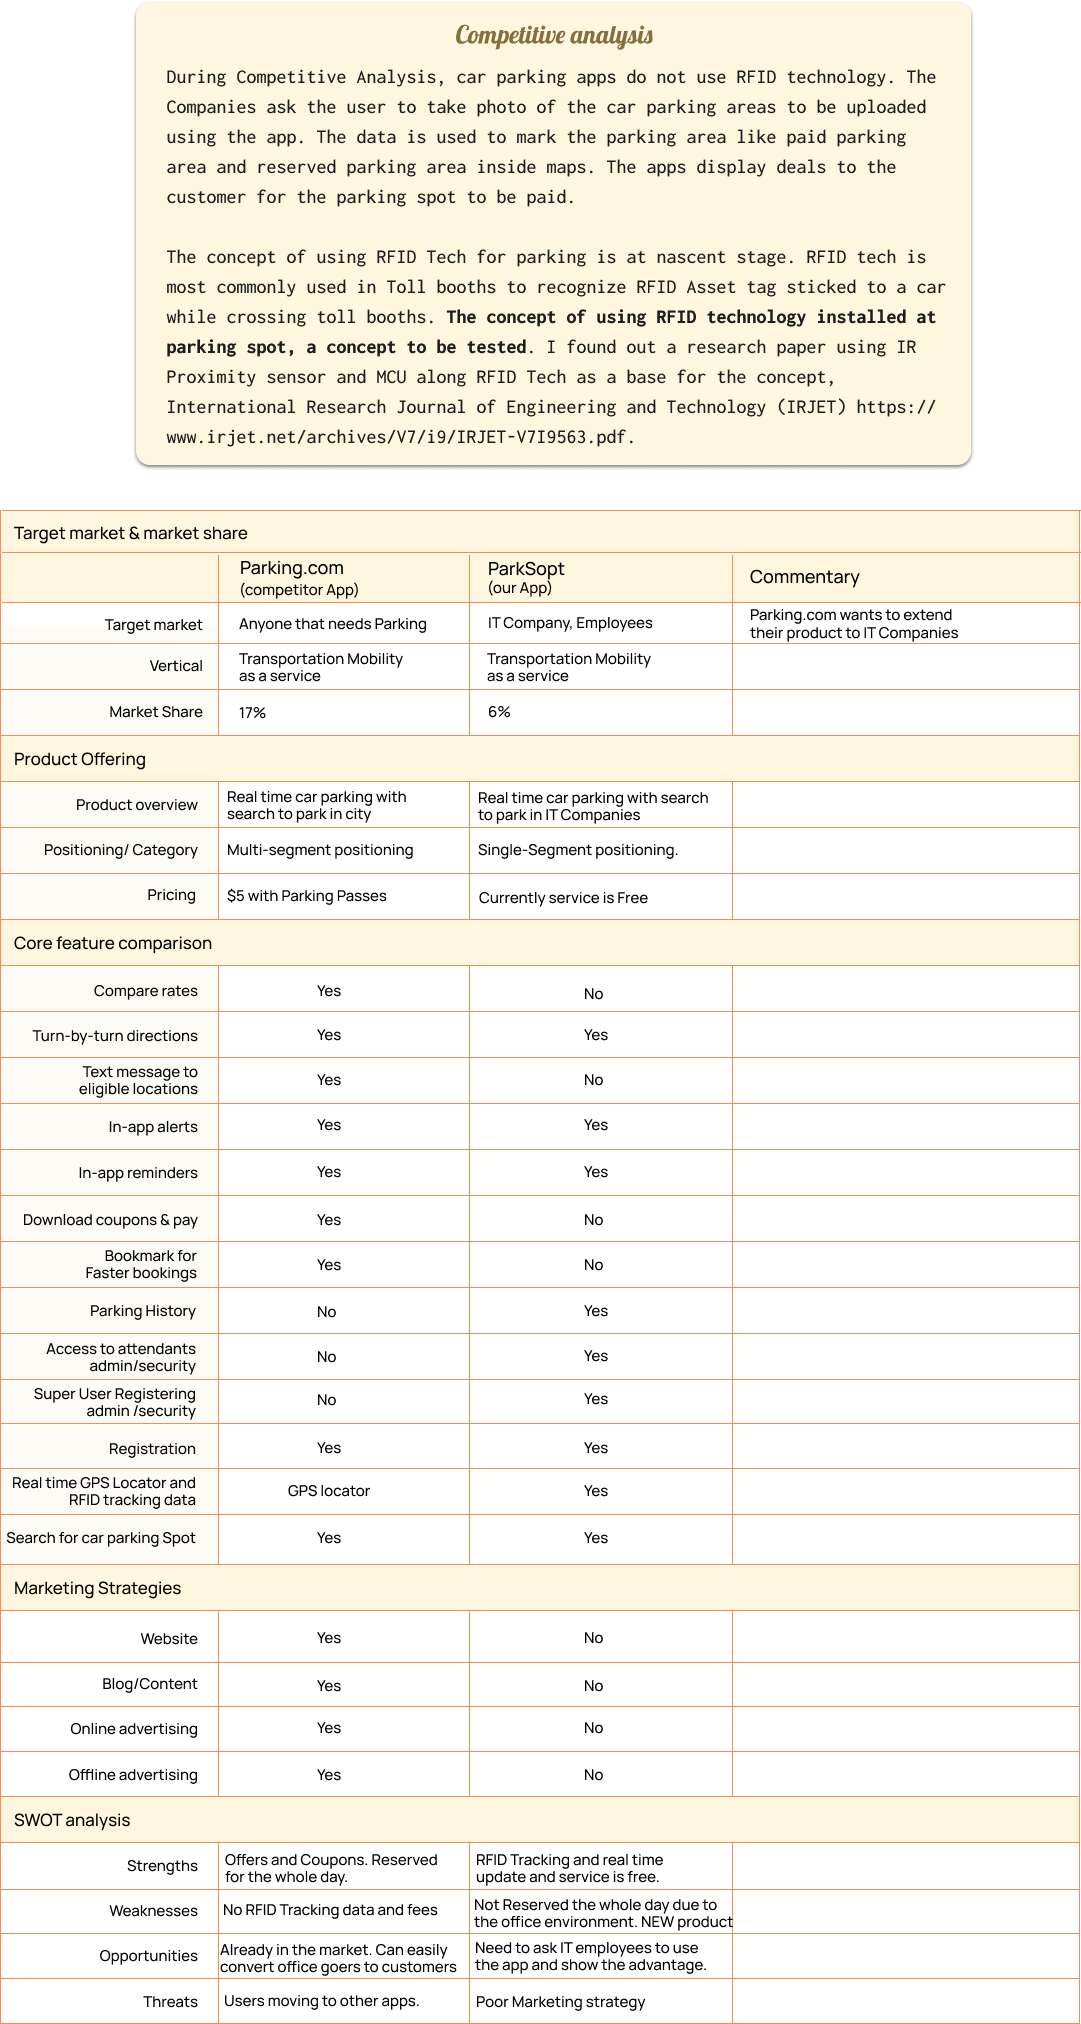 Competitive analysis
During Competitive Analysis, car parking apps do not use RFID technology. The
Companies ask the user to take photo of the car parking areas to be uploaded
using the app. The data is used to mark the parking area like paid parking
area and reserved parking area inside maps. The apps display deals to the
customer for the parking spot to be paid.
The concept of using RFID Tech for parking is at nascent stage. RFID tech is
most commonly used in Toll booths to recognize RFID Asset tag sticked to a car
while crossing toll booths. The concept of using RFID technology installed at
parking spot, a concept to be tested. I found out a research paper using IR
Proximity sensor and MCU along RFID Tech as a base for the concept,
International Research Journal of Engineering and Technology (IRJET) https://
www.irjet.net/archives/V7/i9/IRJET-V7I9563.pdf.
Target market & market share
Parking.com
(competitor App)
ParkSopt
(our App)
Commentary
Target market
Anyone that needs Parking
IT Company, Employees
Parking.com wants to extend
their product to IT Companies
Vertical
Transportation Mobility
as a service
Transportation Mobility
as a service
Market Share
17%
6%
Product Offering
Product overview
Real time car parking with
search to park in city
Real time car parking with search
to park in IT Companies
Positioning/ Category
Multi-segment positioning
Single-Segment positioning.
Pricing
$5 with Parking Passes
Currently service is Free
Core feature comparison
Compare rates
Yes
No
Turn-by-turn directions
Yes
Yes
Text message to
eligible locations
Yes
No
In-app alerts
Yes
Yes
In-app reminders
Yes
Yes
Download coupons & pay
Yes
No
Bookmark for
Faster bookings
Yes
No
Parking History
No
Yes
Access to attendants
admin/security
No
Yes
Super User Registering
admin /security
No
Yes
Registration
Yes
Yes
Real time GPS Locator and
RFID tracking data
GPS locator
Yes
Search for car parking Spot
Yes
Yes
Marketing Strategies
Website
Yes
No
Blog/Content
Yes
No
Online advertising
Yes
No
Offline advertising
Yes
No
SWOT analysis
Strengths
Offers and Coupons. Reserved
for the whole day.
RFID Tracking and real time
update and service is free.
Weaknesses
No RFID Tracking data and fees
Not Reserved the whole day due to
the office environment. NEW product
Opportunities
Already in the market. Can easily
convert office goers to customers
Need to ask IT employees to use
the app and show the advantage.
Threats
Users moving to other apps.
Poor Marketing strategy